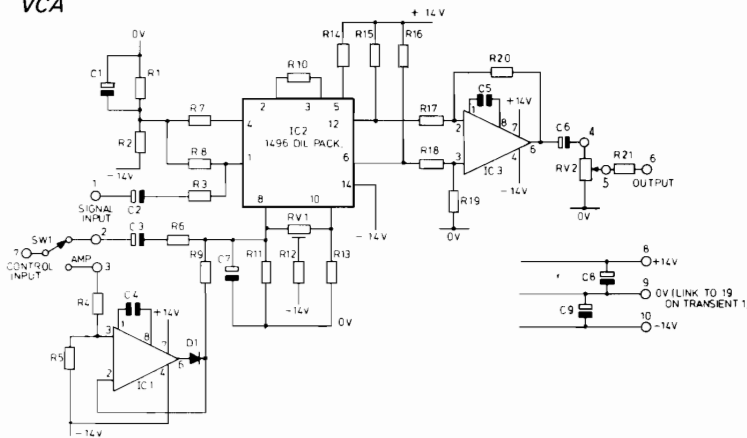 VCA
+ 14V
0V
R14
R15
R16
C1
R1
R10
R20
2
3
5
C5
+14V
R7
4
12
R17
2
1
8
7
C6
4
R2
IC2
1496 DIL PACK.
6
R21
6
-14V
R8
1
6
R18
3
4
IC3
-14V
RV2
5
OUTPUT
1
R3
14
R19
SIGNAL
INPUT
C2
8
10
0V
0V
SW1
2
C3
R6
RV1
- 14V
7
CONTROL
INPUT
AMP
3
R9
C7
R11
R12
R13
8
+14V
-14V
C8
9
0V (LINK TO 19
ON TRANSIENT 1
R4
C4
+14V
0V
C9
10
-14V
1
8
3
7
D1
R5
6
2
4
IC1
-14V